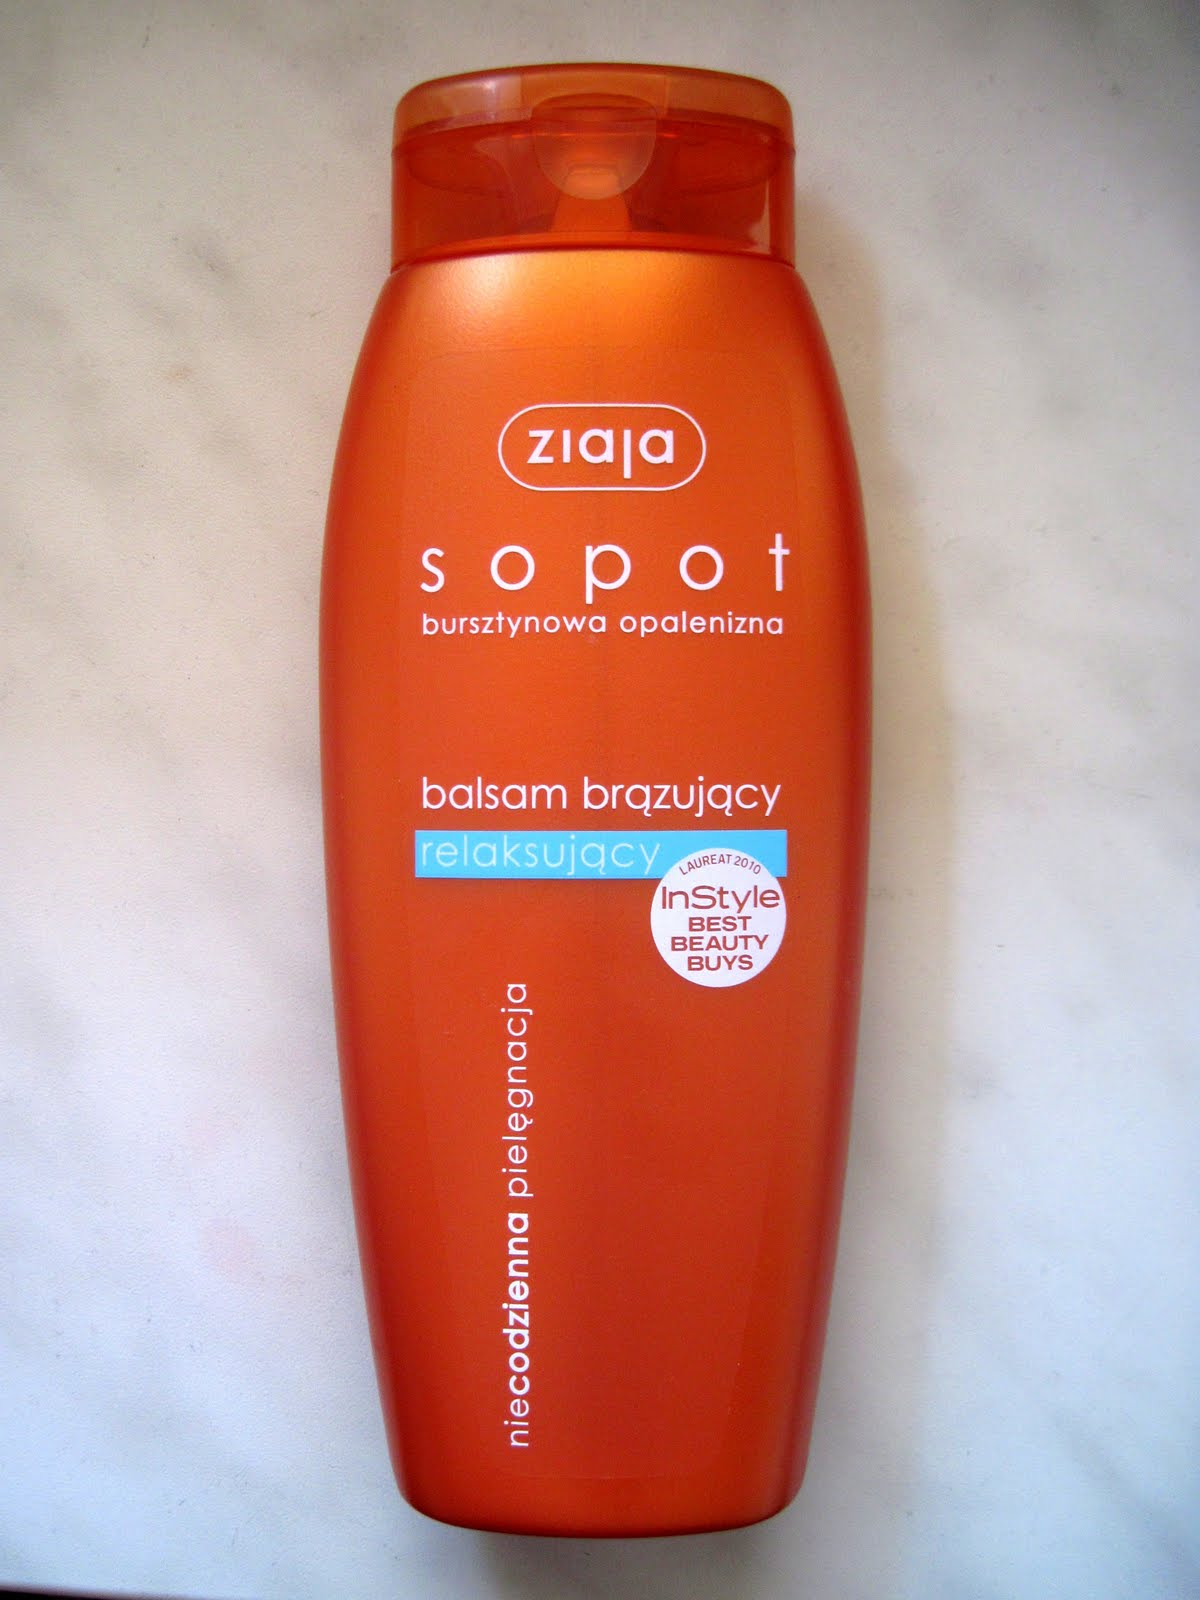 ziaja
sopot
bursztynowa opalenizna
balsam brązujący
relaksujący
LAUREAT 2010
InStyle
BEST
BEAUTY
BUYS
niecodzienna pielęgnacja